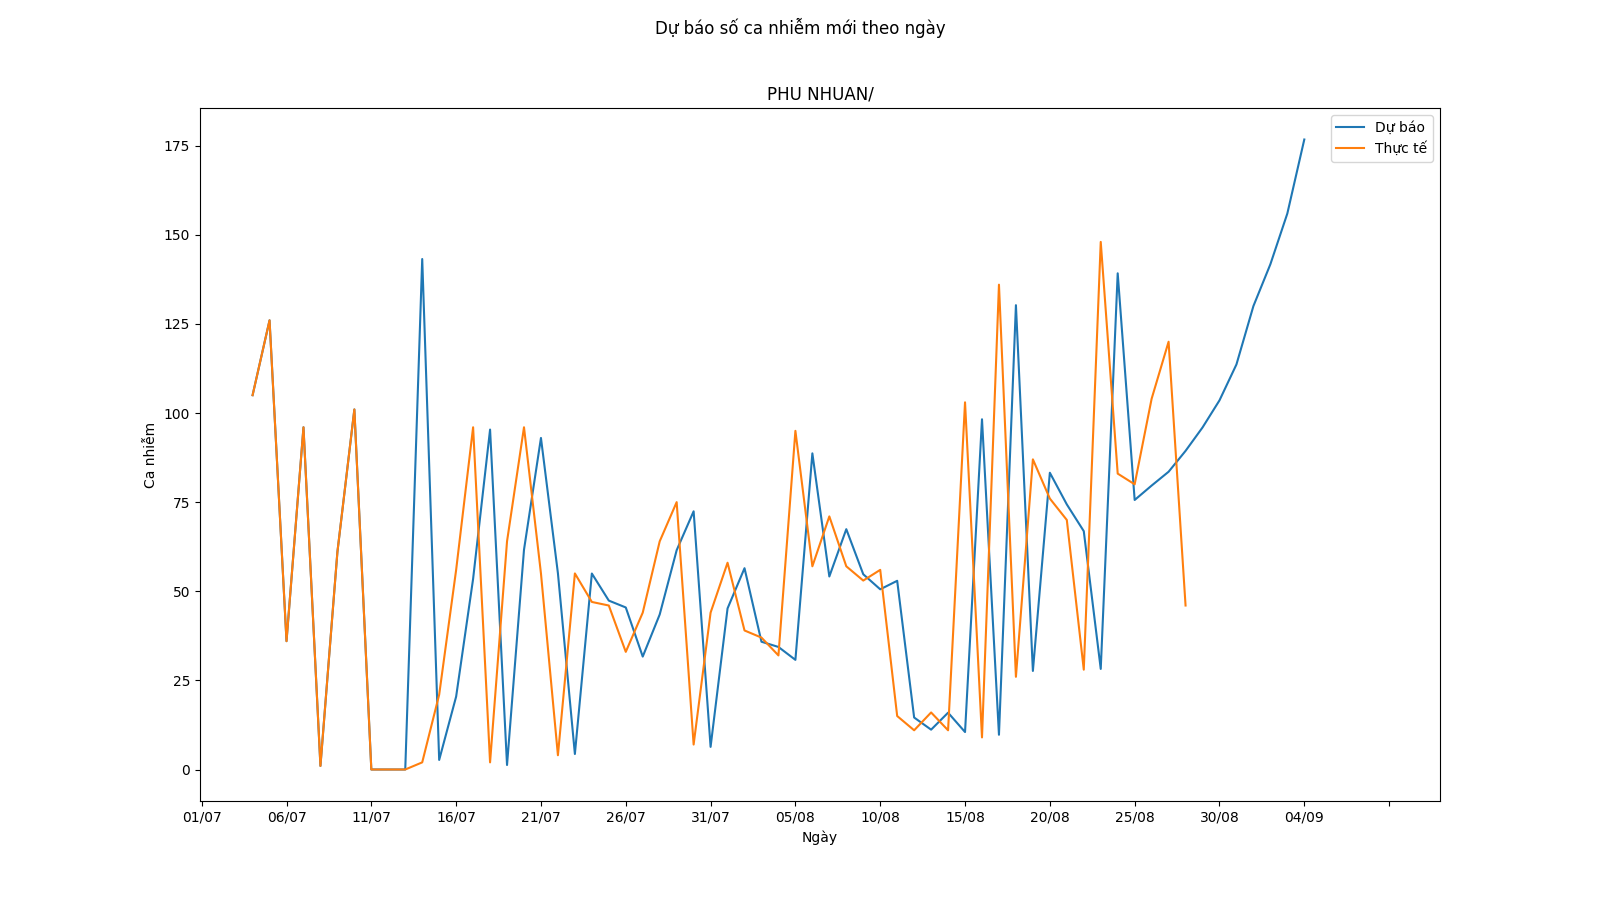 Dự báo số ca nhiễm mới theo ngày
PHU NHUAN/
Dự báo
Thực tế
175
150
125
100
75
50
25
0
Ca nhiễm
01/07 06/07 11/07 16/07 21/07 26/07 31/07 05/08 10/08 15/08 20/08 25/08 30/08 04/09
Ngày